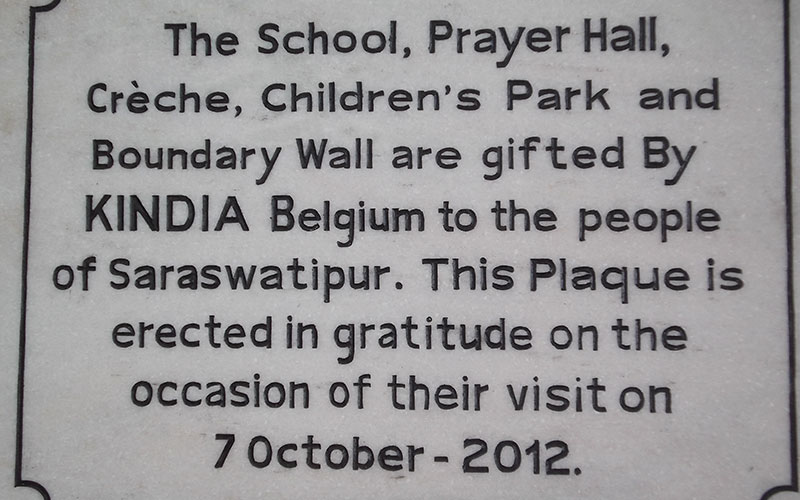 The School, Prayer Hall,
Crèche, Children's Park and
Boundary Wall are gifted By
KINDIA Belgium to the people
of Saraswatipur. This Plaque is
erected in gratitude on the
occasion of their visit on
7 October - 2012.